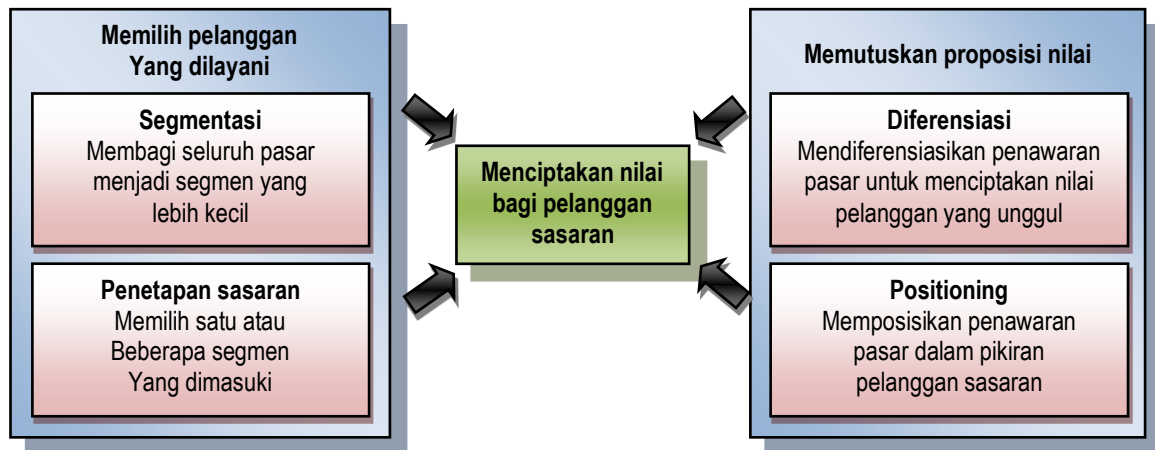 Memilih pelanggan
Yang dilayani
Segmentasi
Membagi seluruh pasar
menjadi segmen yang
lebih kecil
Penetapan sasaran
Memilih satu atau
Beberapa segmen
Yang dimasuki
Menciptakan nilai
bagi pelanggan
sasaran
Memutuskan proposisi nilai
Diferensiasi
Mendiferensiasikan penawaran
pasar untuk menciptakan nilai
pelanggan yang unggul
Positioning
Memposisikan penawaran
pasar dalam pikiran
pelanggan sasaran